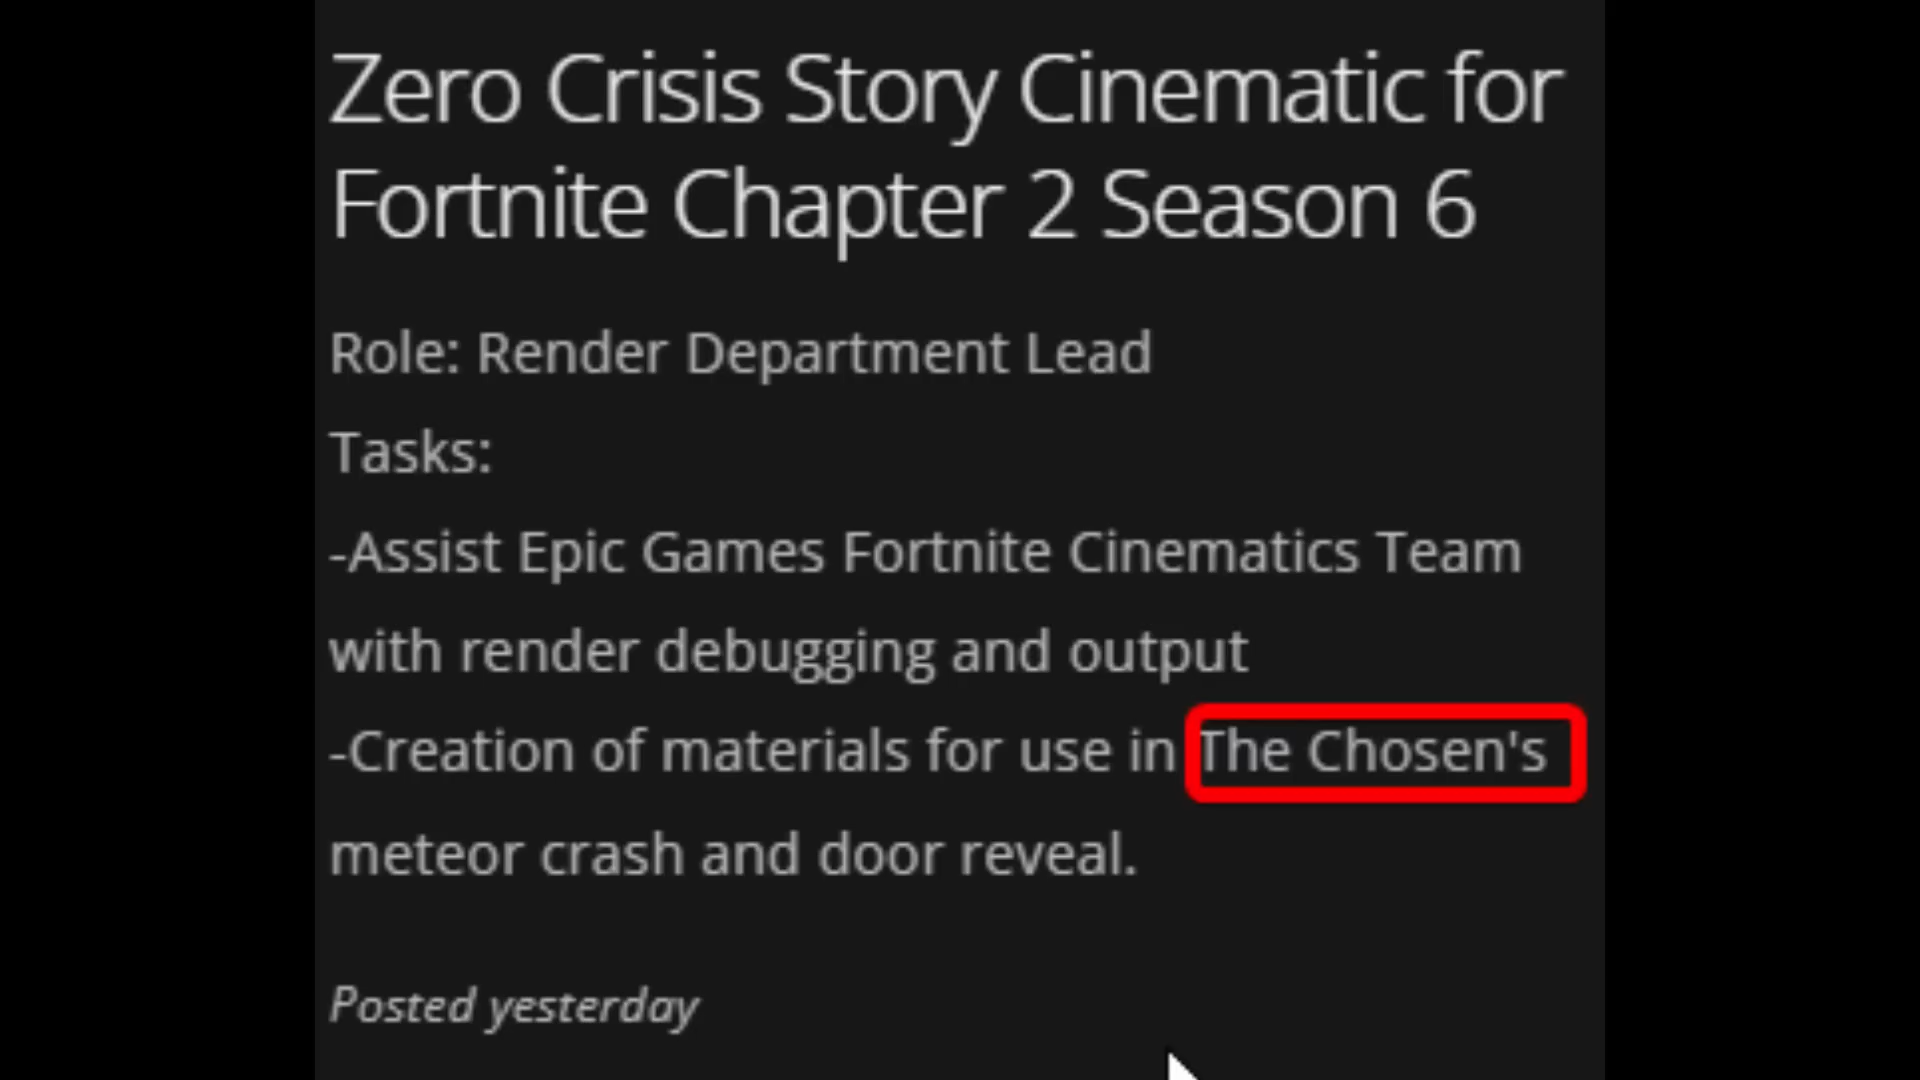 Zero Crisis Story Cinematic for
Fortnite Chapter 2 Season 6
Role: Render Department Lead
Tasks:
-Assist Epic Games Fortnite Cinematics Team
with render debugging and output
-Creation of materials for use in The Chosen's
meteor crash and door reveal.
Posted yesterday